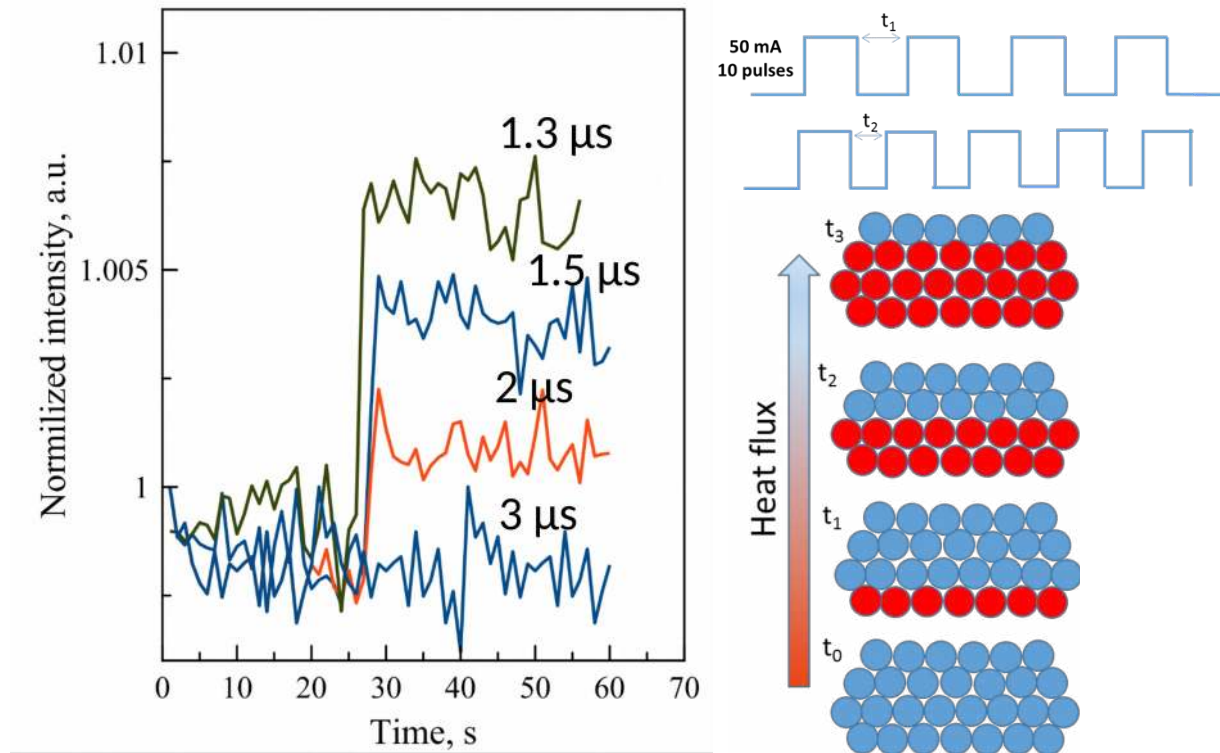 1.01
1.005
1
Normilized intensity, a.u.
1.3 μs
1.5 μs
2 μs
3 μs
0 10 20 30 40 50 60 70
Time, s
50 mA
10 pulses
t1
t2
Heat flux
t3
t2
t1
t0